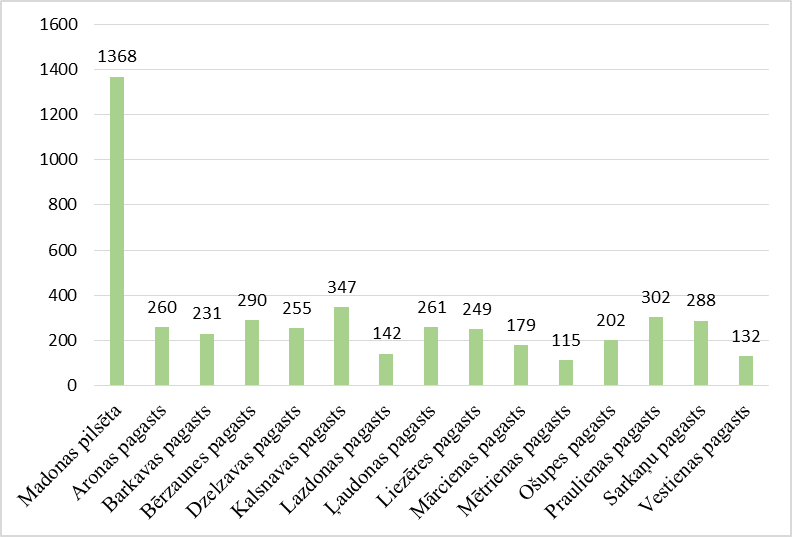 1600
1400
1200
1000
800
600
400
200
0
1368
260
231
290
255
347
142
261
249
179
115
202
302
288
132
Madonas pilsēta
Aronas pagasts
Barkavas pagasts
Bērzaunes pagasts
Dzelzavas pagasts
Kalsnavas pagasts
Lazdonas pagasts
Ļaudonas pagasts
Liezēres pagasts
Mārcienas pagasts
Mētrienas pagasts
Ošupes pagasts
Praulienas pagasts
Sarkaņu pagasts
Vestienas pagasts